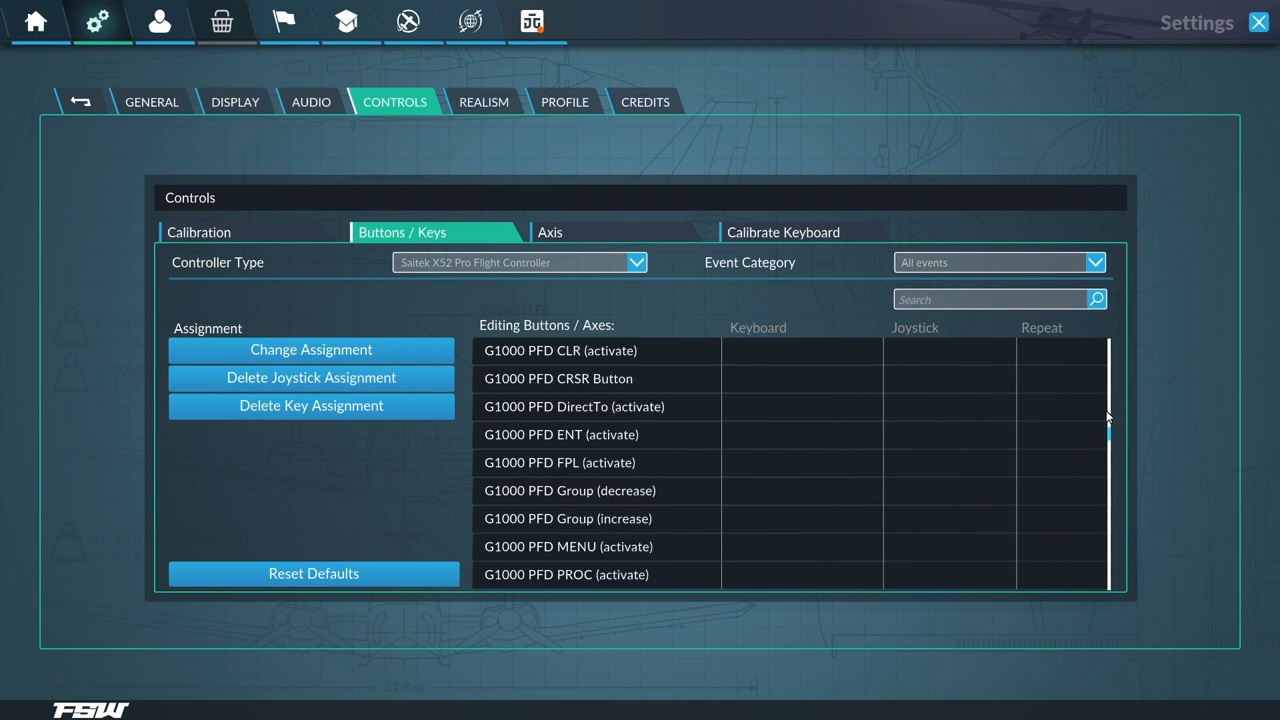 Settings
GENERAL
DISPLAY
AUDIO
CONTROLS
REALISM
PROFILE
CREDITS
Controls
Calibration
Buttons / Keys
Axis
Calibrate Keyboard
Controller Type
Saitek X52 Pro Flight Controller
Event Category
All events
Search
PROPELLER
Assignment
Editing Buttons / Axes:
Keyboard
Joystick
Repeat
Change Assignment
Delete Joystick Assignment
Delete Key Assignment
Reset Defaults
G1000 PFD CLR (activate)
G1000 PFD CRSR Button
G1000 PFD DirectTo (activate)
G1000 PFD ENT (activate)
G1000 PFD FPL (activate)
G1000 PFD Group (decrease)
G1000 PFD Group (increase)
G1000 PFD MENU (activate)
G1000 PFD PROC (activate)
11.9 m
FSW